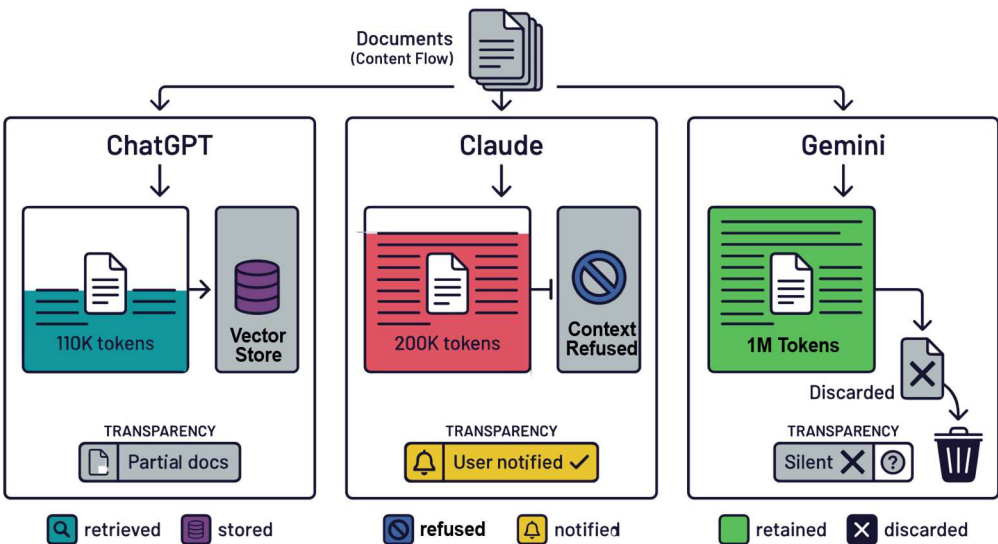 Documents
(Content Flow)
ChatGPT
110K tokens
Vector
Store
TRANSPARENCY
Partial docs
retrieved
stored
Claude
200K tokens
Context
Refused
TRANSPARENCY
User notified
refused
notified
Gemini
1M Tokens
Discarded
TRANSPARENCY
Silent
?
retained
discarded